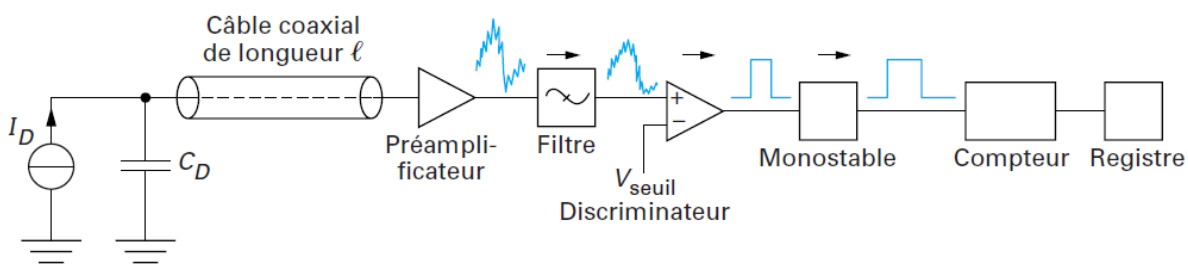 Câble coaxial
de longueur ℓ
I_D
C_D
Préampli-
ficateur
Filtre
+
−
V_seuil
Discriminateur
Monostable
Compteur
Registre